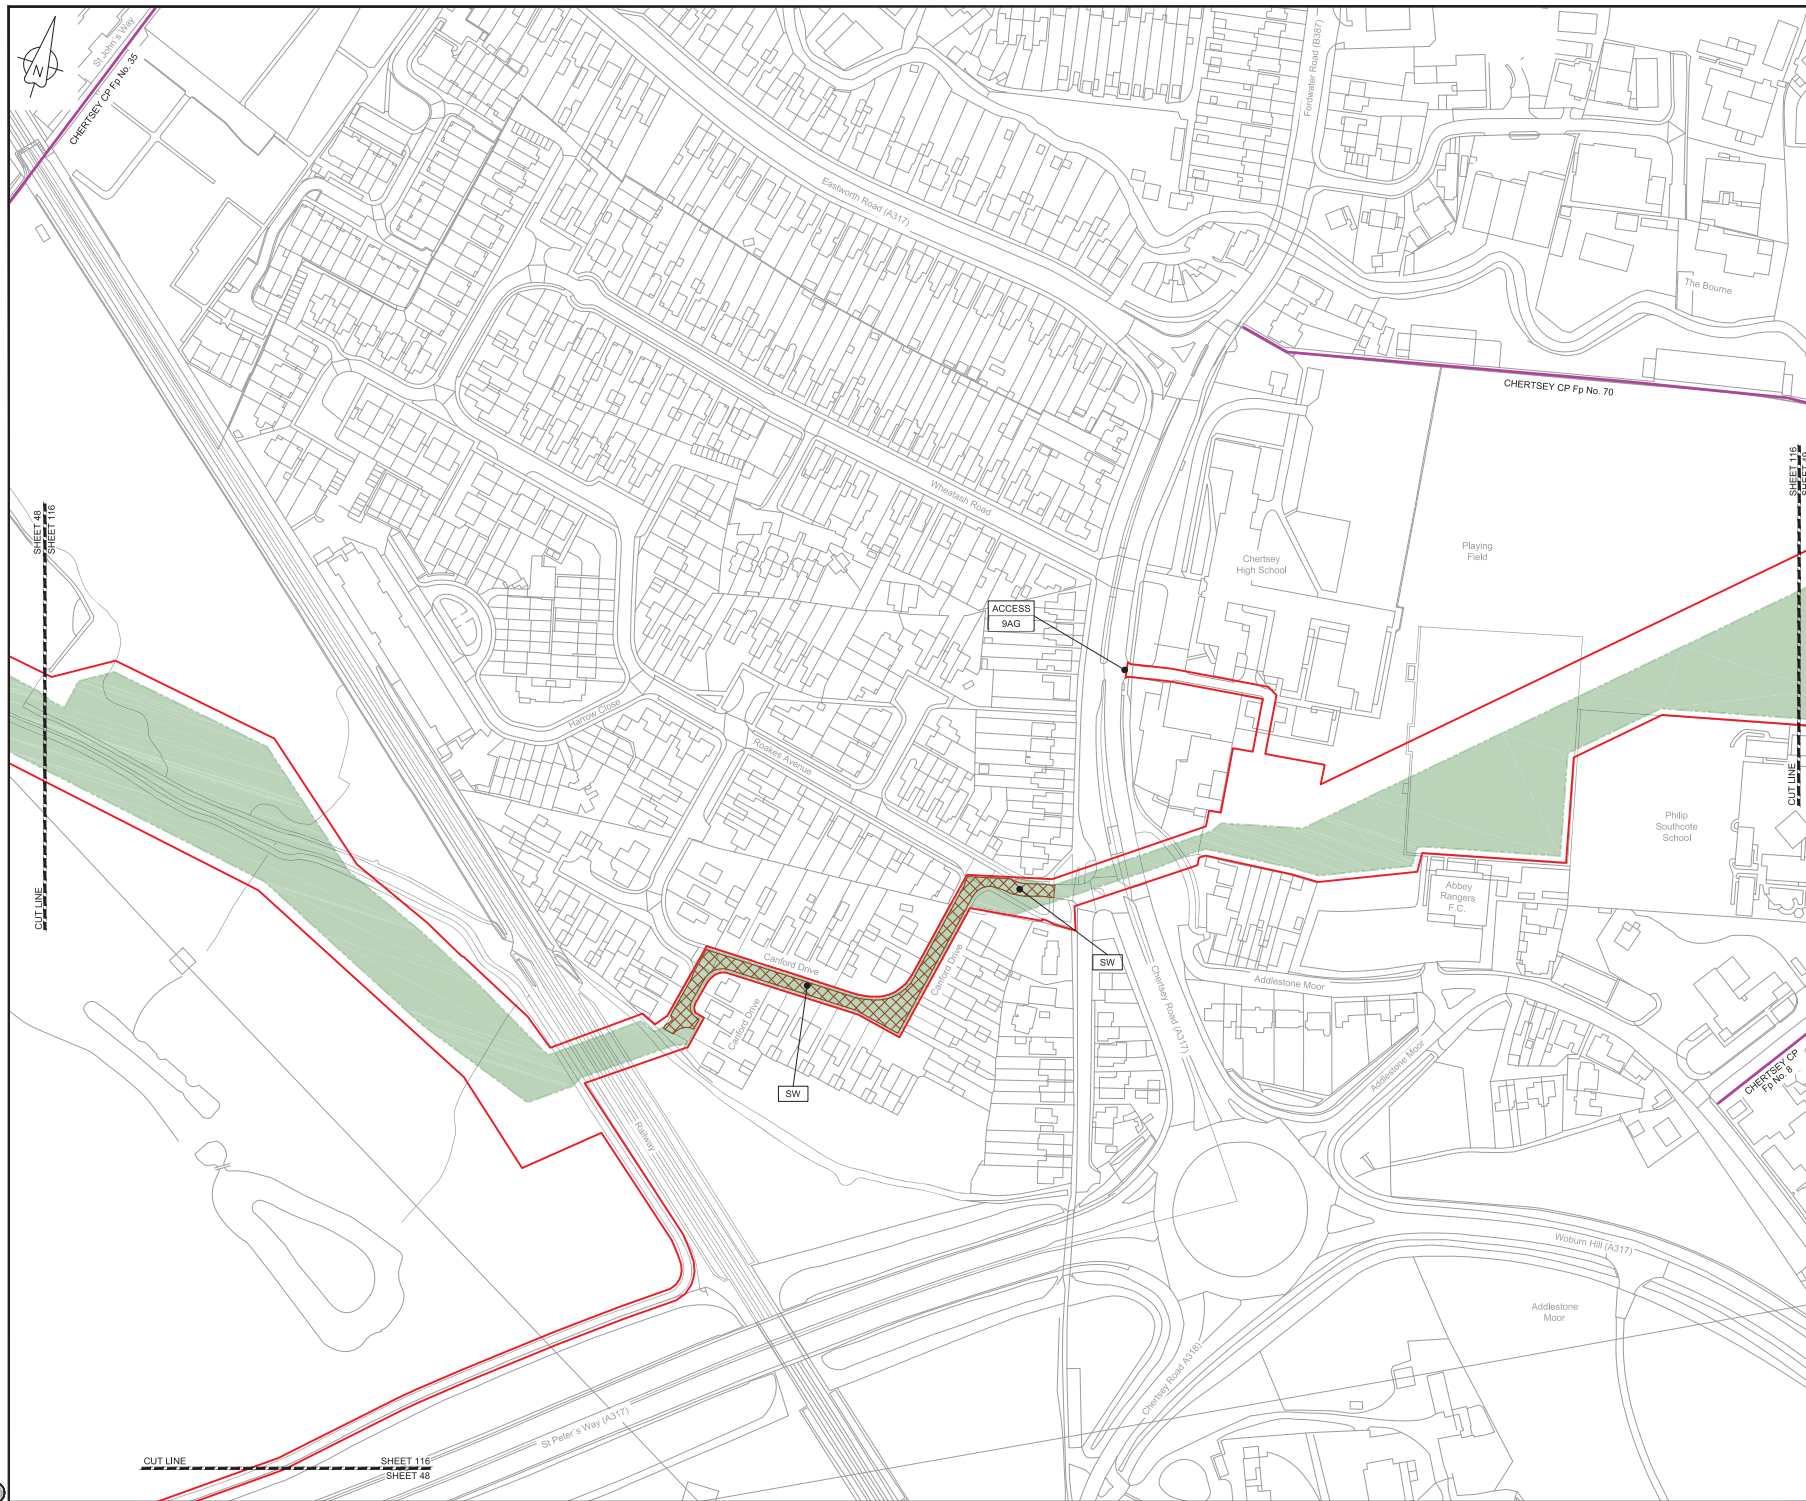 N
St John's Way
CHERTSEY CP Fp No. 35
Fordwater Road (B387)
Eastworth Road (A317)
The Bourne
CHERTSEY CP Fp No. 70
SHEET 48
SHEET 116
CUT LINE
Wheatash Road
Chertsey
High School
Playing
Field
SHEET 116
SHEET 49
CUT LINE
ACCESS
9AG
Harrow Close
Roakes Avenue
Philip
Southcote
School
Abbey
Rangers
F.C.
SW
Canford Drive
Canford Drive
Canford Drive
SW
Chertsey Road (A317)
Addlestone Moor
Addlestone Moor
CHERTSEY CP
Fp No. 8
Railway
Woburn Hill (A317)
Addlestone
Moor
Chertsey Road A318)
St Peter's Way (A317)
CUT LINE
SHEET 116
SHEET 48